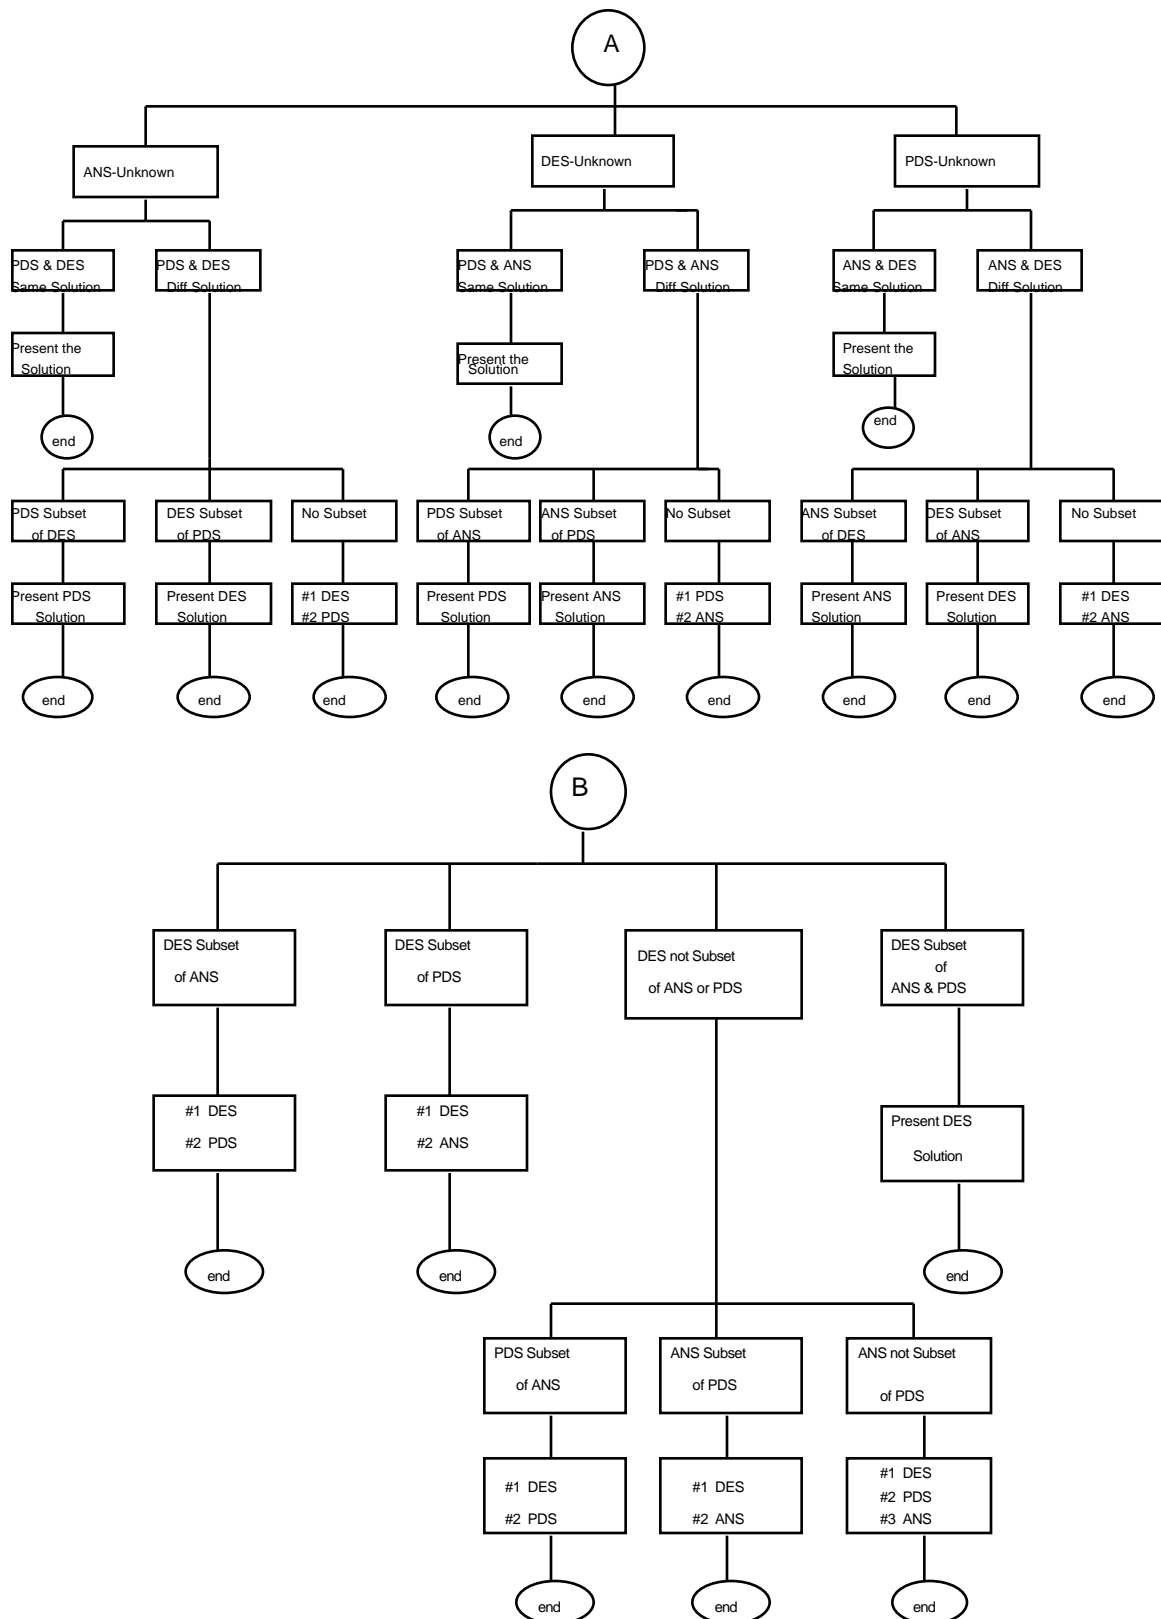 A
ANS-Unknown
DES-Unknown
PDS-Unknown
PDS & DES
Same Solution
PDS & DES
Diff Solution
PDS & ANS
Same Solution
PDS & ANS
Diff Solution
ANS & DES
Same Solution
ANS & DES
Diff Solution
Present the
Solution
Present the
Solution
Present the
Solution
end
end
end
PDS Subset
of DES
DES Subset
of PDS
No Subset
PDS Subset
of ANS
ANS Subset
of PDS
No Subset
ANS Subset
of DES
DES Subset
of ANS
No Subset
Present PDS
Solution
Present DES
Solution
#1 DES
#2 PDS
Present PDS
Solution
Present ANS
Solution
#1 PDS
#2 ANS
Present ANS
Solution
Present DES
Solution
#1 DES
#2 ANS
end
end
end
end
end
end
end
end
end
B
DES Subset
of ANS
DES Subset
of PDS
DES not Subset
of ANS or PDS
DES Subset
of
ANS & PDS
#1 DES
#2 PDS
#1 DES
#2 ANS
Present DES
Solution
end
end
end
PDS Subset
of ANS
ANS Subset
of PDS
ANS not Subset
of PDS
#1 DES
#2 PDS
#1 DES
#2 ANS
#1 DES
#2 PDS
#3 ANS
end
end
end